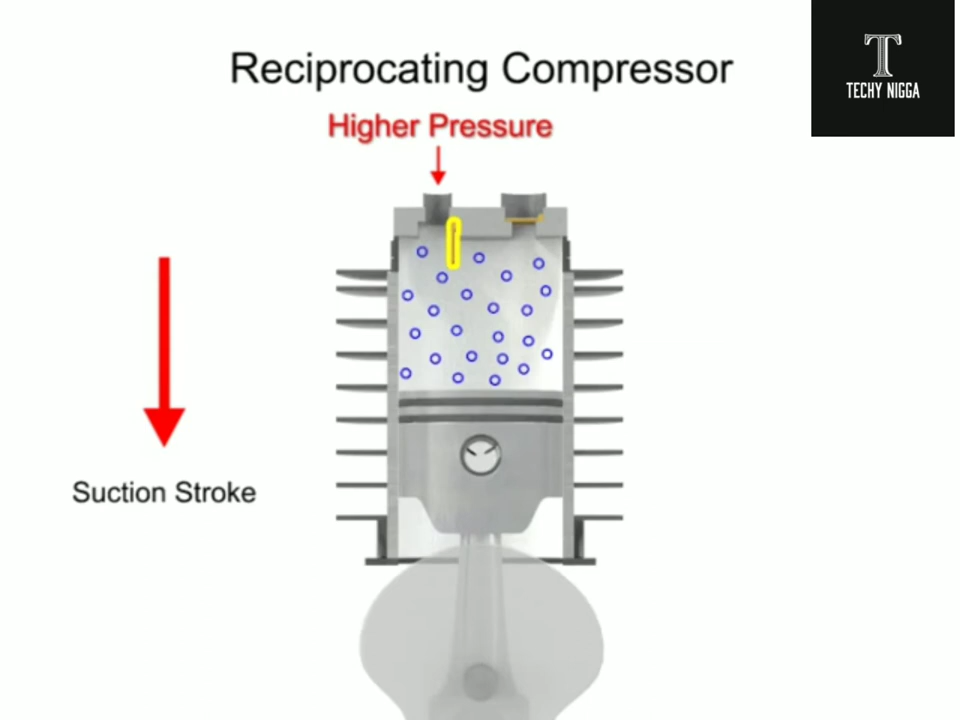 Reciprocating Compressor
T
TECHY NIGGA
Higher Pressure
Suction Stroke